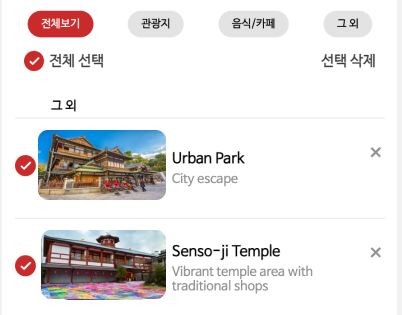 전체보기
관광지
음식/카페
그 외
전체 선택
선택 삭제
그 외
Urban Park
City escape
Senso-ji Temple
Vibrant temple area with
traditional shops